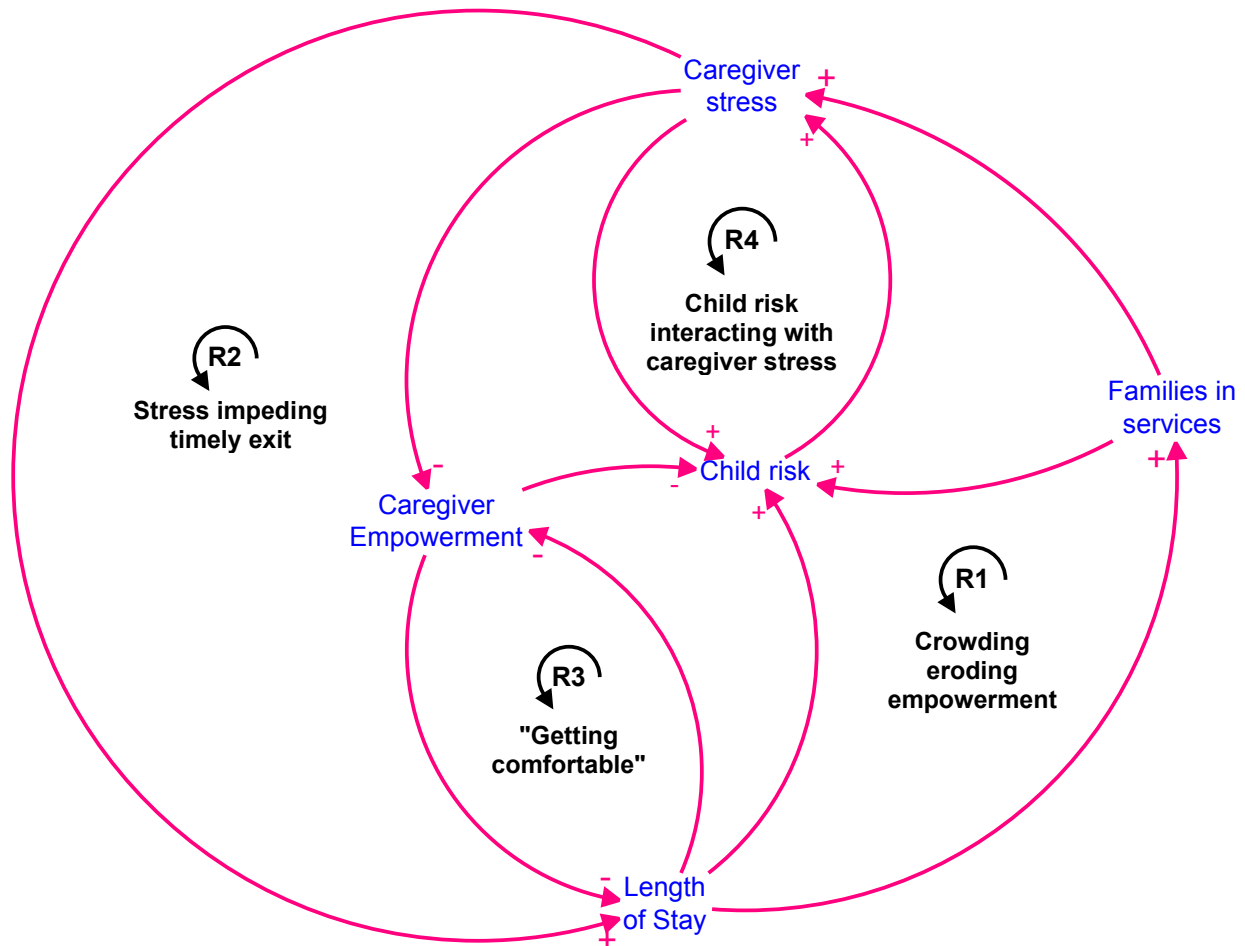 Caregiver
stress
+
+
R4
Child risk
interacting with
caregiver stress
R2
Stress impeding
timely exit
Families in
services
+
+
Child risk
+
-
-
+
Caregiver
Empowerment
-
R1
Crowding
eroding
empowerment
R3
"Getting
comfortable"
-
Length
of Stay
+